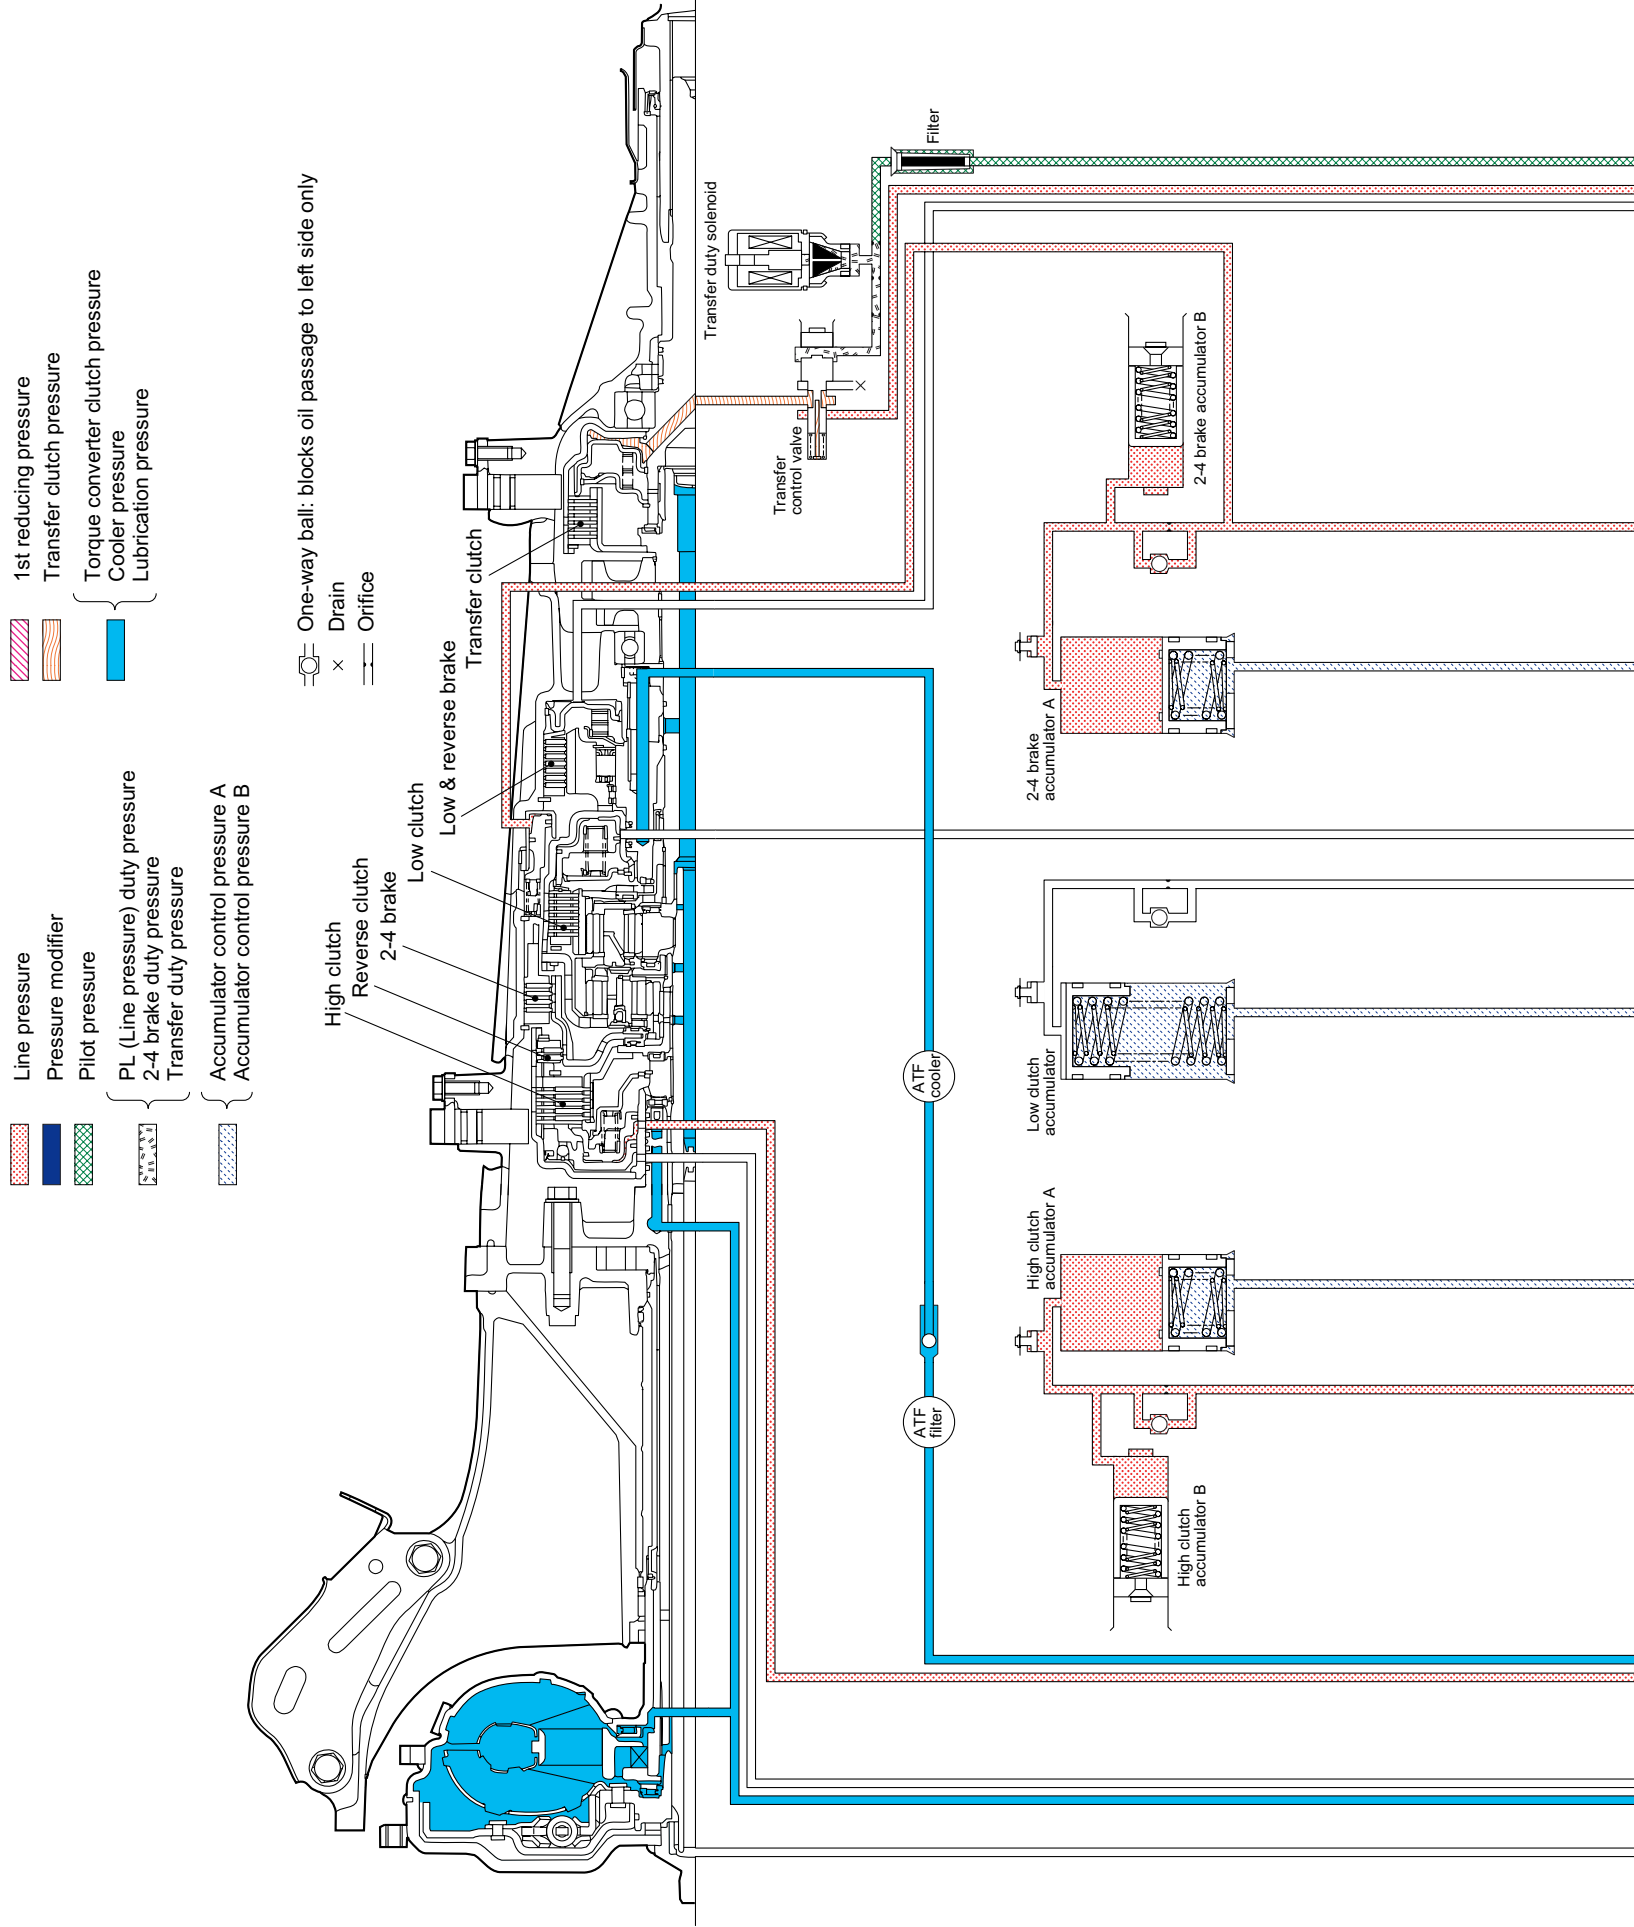 Line pressure
Pressure modifier
Pilot pressure
PL (Line pressure) duty pressure
2-4 brake duty pressure
Transfer duty pressure
Accumulator control pressure A
Accumulator control pressure B
1st reducing pressure
Transfer clutch pressure
Torque converter clutch pressure
Cooler pressure
Lubrication pressure
One-way ball: blocks oil passage to left side only
Drain
Orifice
High clutch
Reverse clutch
2-4 brake
Low clutch
Low & reverse brake
Transfer clutch
Transfer duty solenoid
Filter
Transfer
control valve
ATF
filter
ATF
cooler
High clutch
accumulator B
High clutch
accumulator A
Low clutch
accumulator
2-4 brake
accumulator A
2-4 brake accumulator B